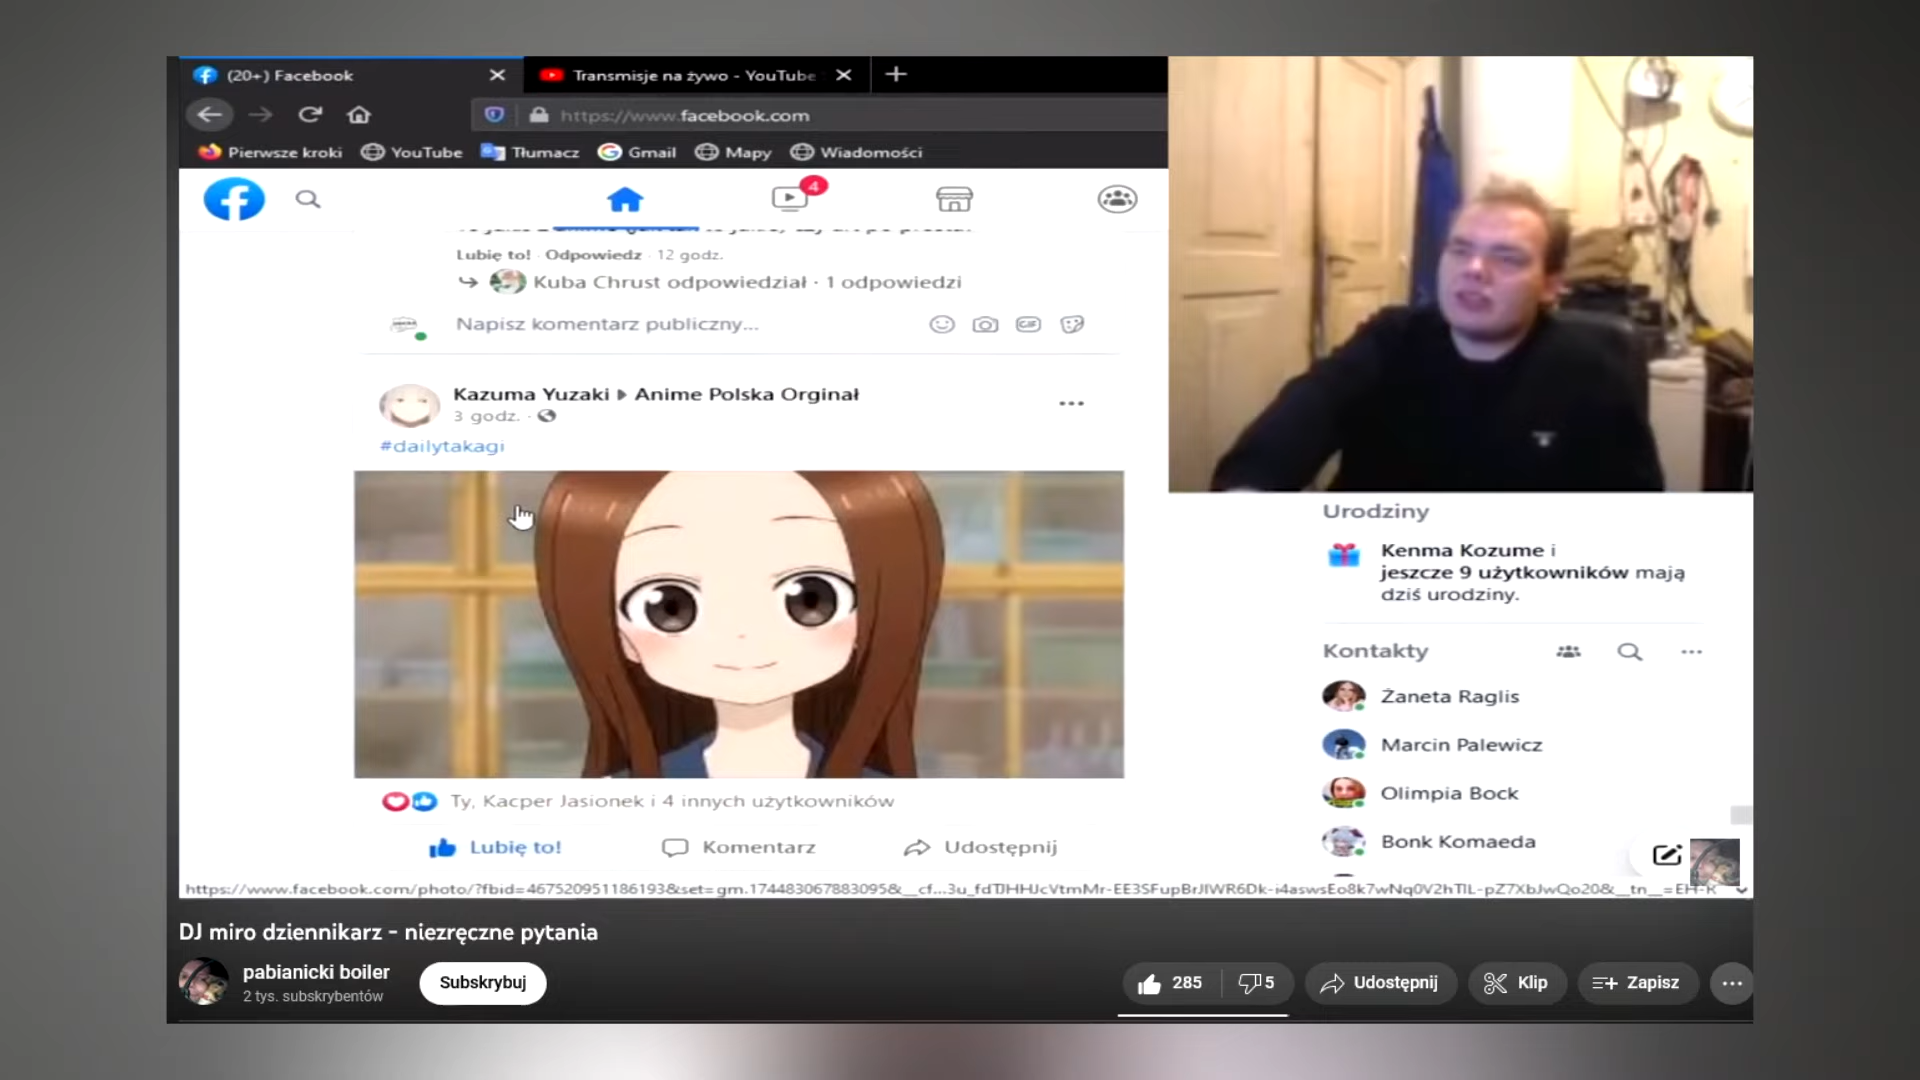 (20+) Facebook
Transmisje na żywo - YouTube
https://www.facebook.com
Pierwsze kroki
YouTube
Tłumacz
Gmail
Mapy
Wiadomości
4
Lubię to! · Odpowiedz · 12 godz.
Kuba Chrust odpowiedział · 1 odpowiedzi
Napisz komentarz publiczny...
GIF
Kazuma Yuzaki ▸ Anime Polska Orginał
3 godz. ·
#dailytakagi
Ty, Kacper Jasionek i 4 innych użytkowników
Lubię to!
Komentarz
Udostępnij
Urodziny
Kenma Kozume i
jeszcze 9 użytkowników mają
dziś urodziny.
Kontakty
Żaneta Raglis
Marcin Palewicz
Olimpia Bock
Bonk Komaeda
DJ miro dziennikarz - niezręczne pytania
pabianicki boiler
2 tys. subskrybentów
Subskrybuj
285
5
Udostępnij
Klip
Zapisz